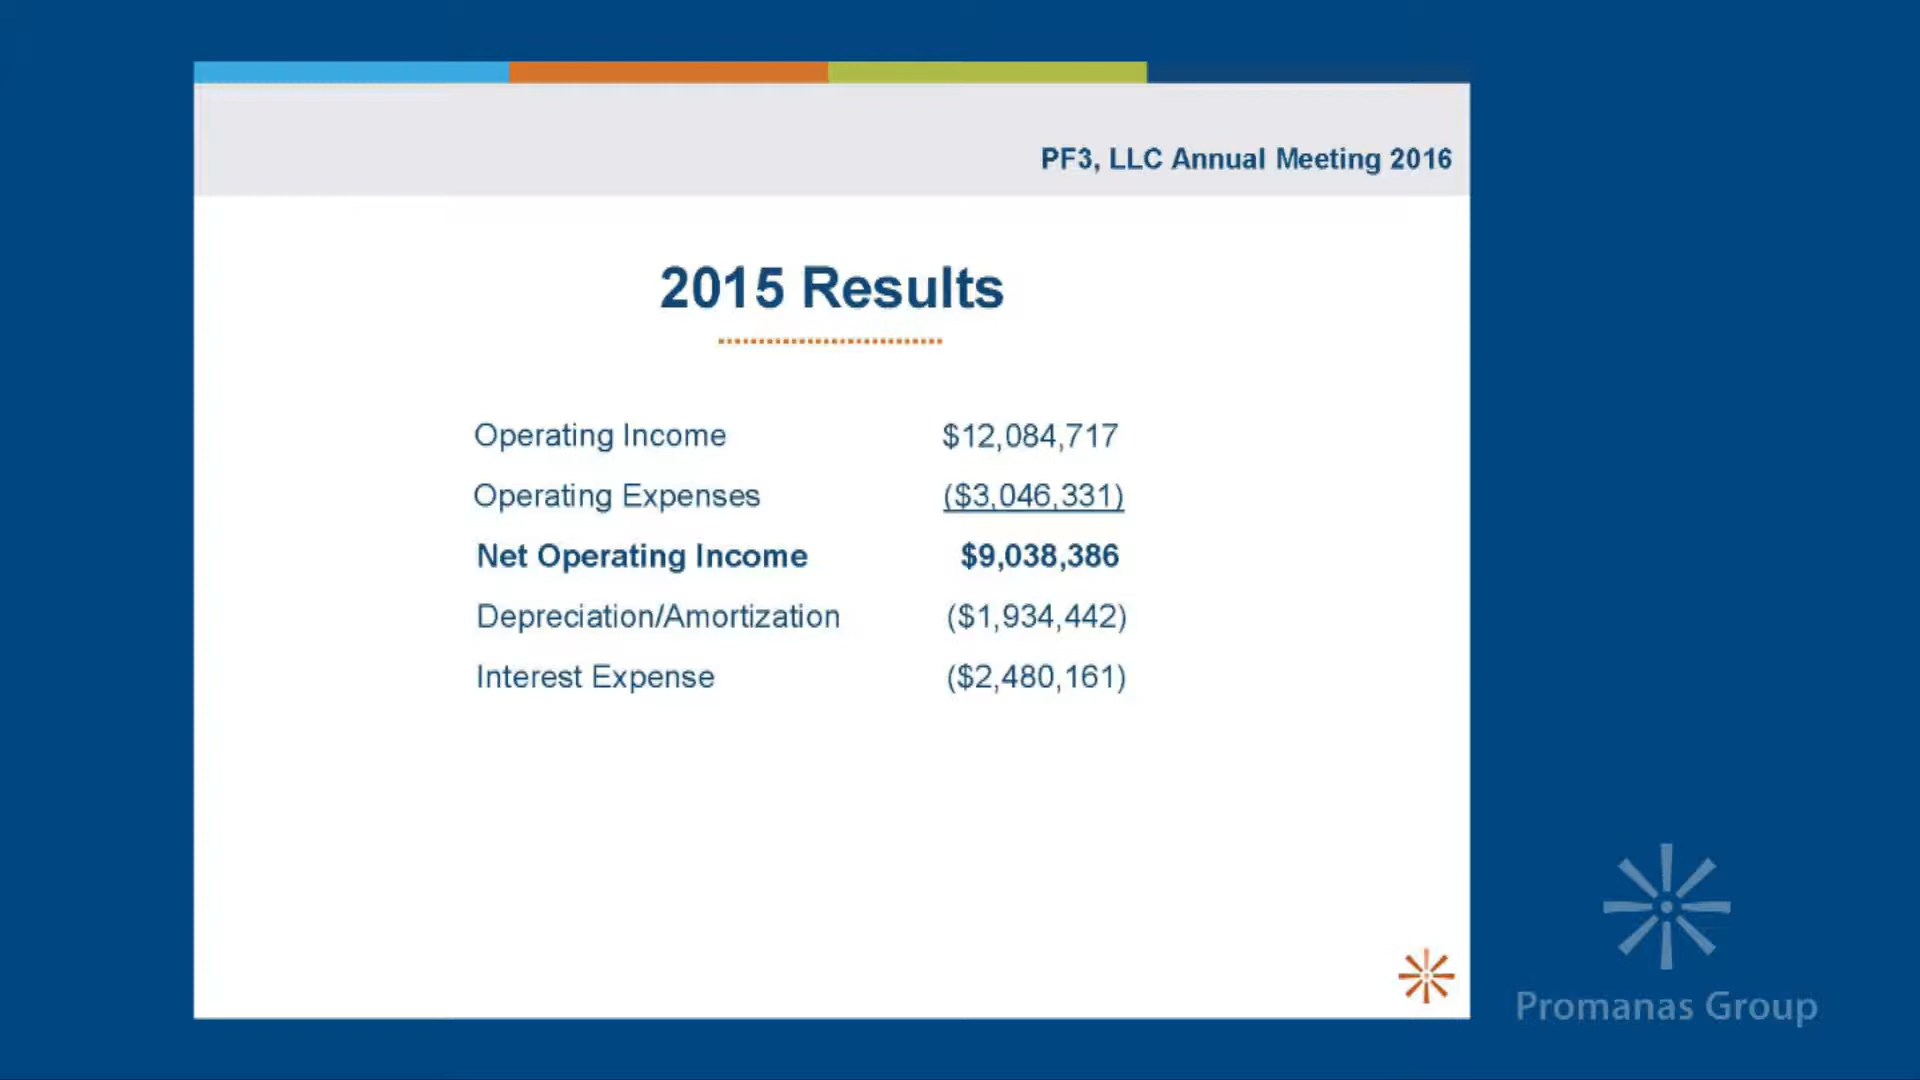 PF3, LLC Annual Meeting 2016
2015 Results
Operating Income $12,084,717
Operating Expenses ($3,046,331)
Net Operating Income $9,038,386
Depreciation/Amortization ($1,934,442)
Interest Expense ($2,480,161)
Promanas Group